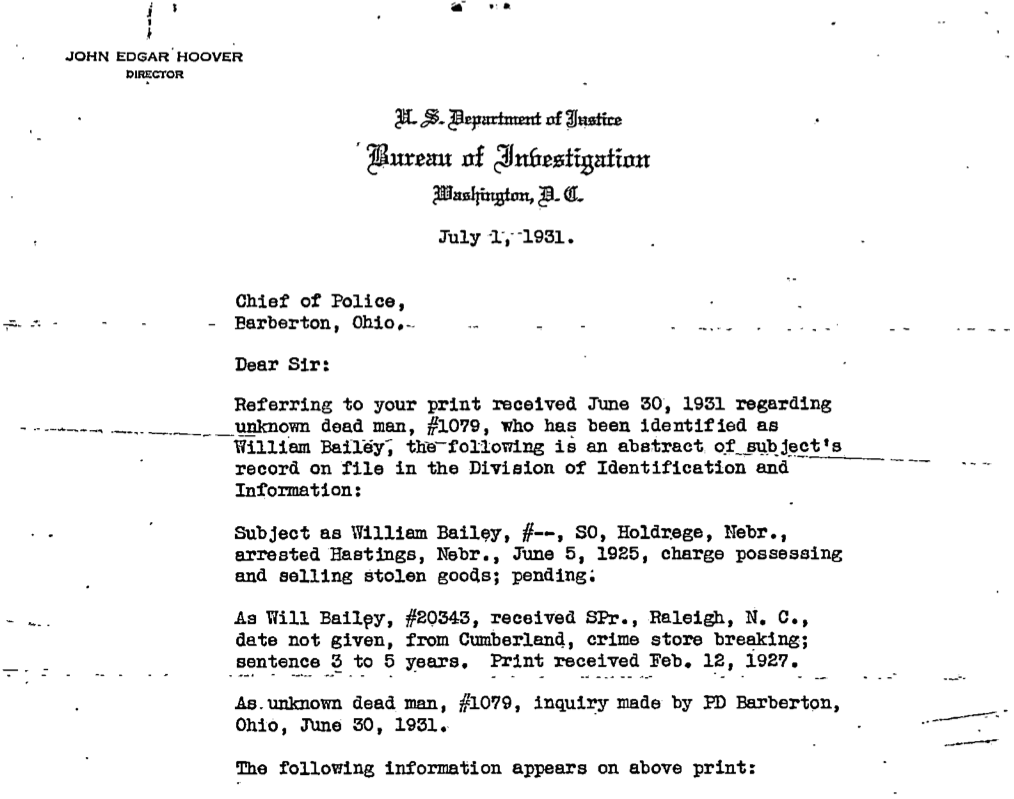 JOHN EDGAR HOOVER
DIRECTOR
U. S. Department of Justice
Bureau of Investigation
Washington, D. C.
July 1, 1931.
Chief of Police,
Barberton, Ohio.
Dear Sir:
Referring to your print received June 30, 1931 regarding
unknown dead man, #1079, who has been identified as
William Bailey, the following is an abstract of subject's
record on file in the Division of Identification and
Information:
Subject as William Bailey, #--, SO, Holdrege, Nebr.,
arrested Hastings, Nebr., June 5, 1925, charge possessing
and selling stolen goods; pending.
As Will Bailey, #20343, received SPr., Raleigh, N. C.,
date not given, from Cumberland, crime store breaking;
sentence 3 to 5 years. Print received Feb. 12, 1927.
As unknown dead man, #1079, inquiry made by PD Barberton,
Ohio, June 30, 1931.
The following information appears on above print: